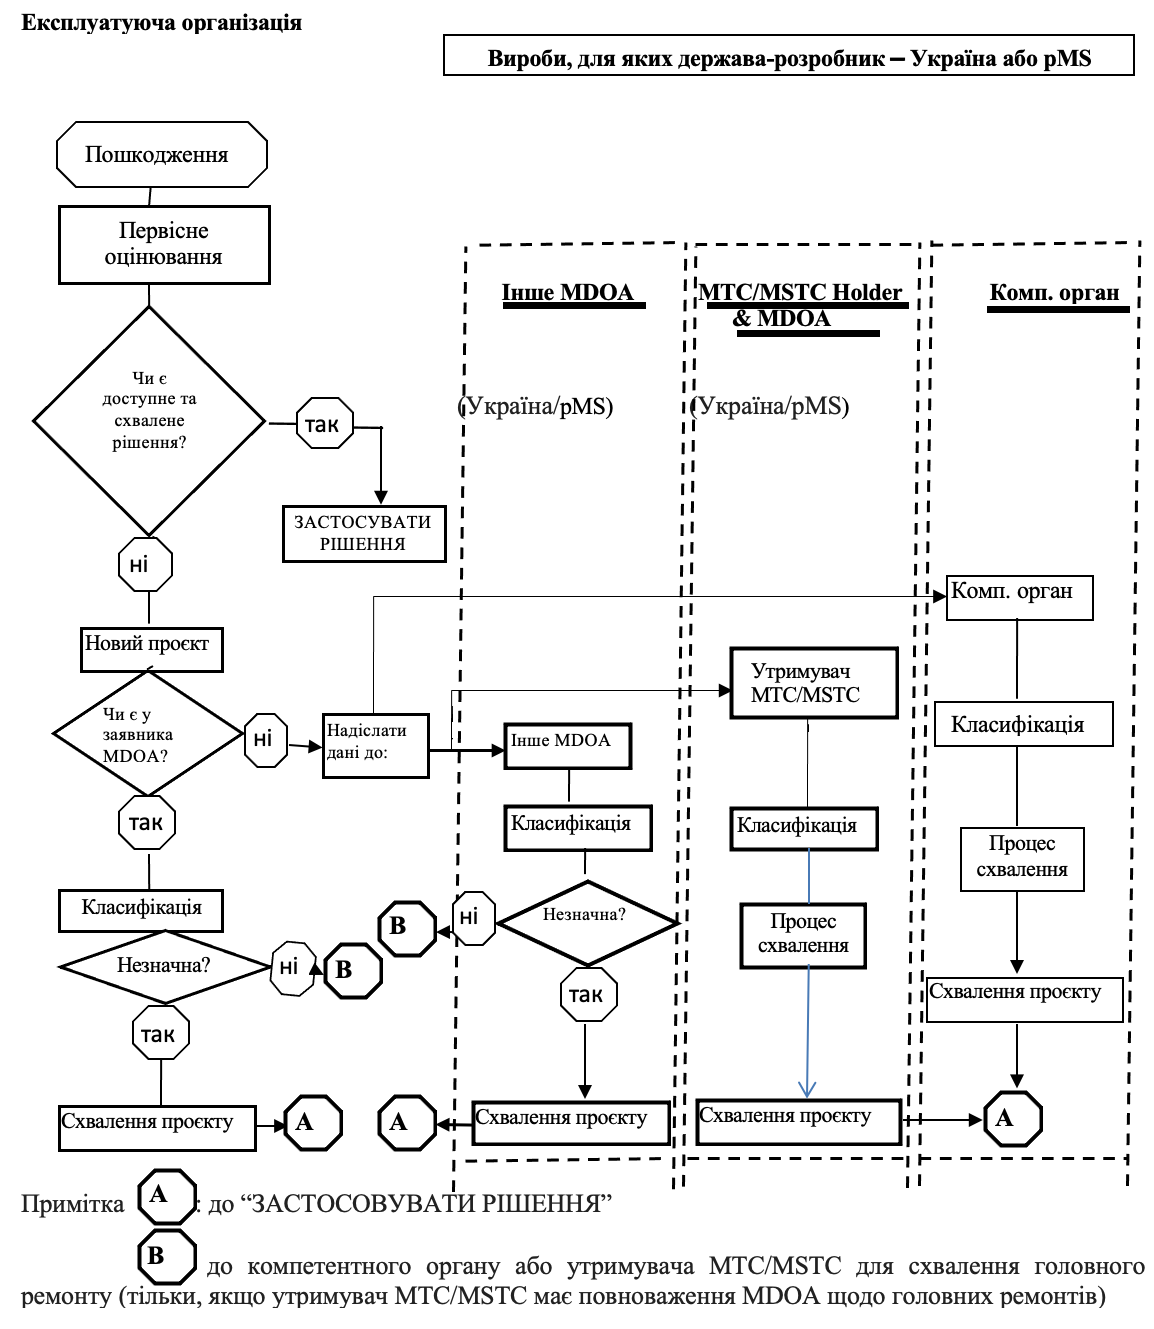 Експлуатуюча організація
Вироби, для яких держава-розробник – Україна або pMS
Пошкодження
Первісне
оцінювання
Чи є
доступне та
схвалене
рішення?
так
ЗАСТОСУВАТИ
РІШЕННЯ
ні
Новий проєкт
Чи є у
заявника
MDOA?
ні
Надіслати
дані до:
так
Класифікація
Незначна?
ні
B
так
Схвалення проєкту
A
Інше MDOA
(Україна/pMS)
Інше MDOA
Класифікація
Незначна?
ні
B
так
Схвалення проєкту
A
MTC/MSTC Holder
& MDOA
(Україна/pMS)
Утримувач
MTC/MSTC
Класифікація
Процес
схвалення
Схвалення проєкту
Комп. орган
Комп. орган
Класифікація
Процес
схвалення
Схвалення проєкту
A
Примітка A : до “ЗАСТОСОВУВАТИ РІШЕННЯ”
B до компетентного органу або утримувача MTC/MSTC для схвалення головного
ремонту (тільки, якщо утримувач MTC/MSTC має повноваження MDOA щодо головних ремонтів)